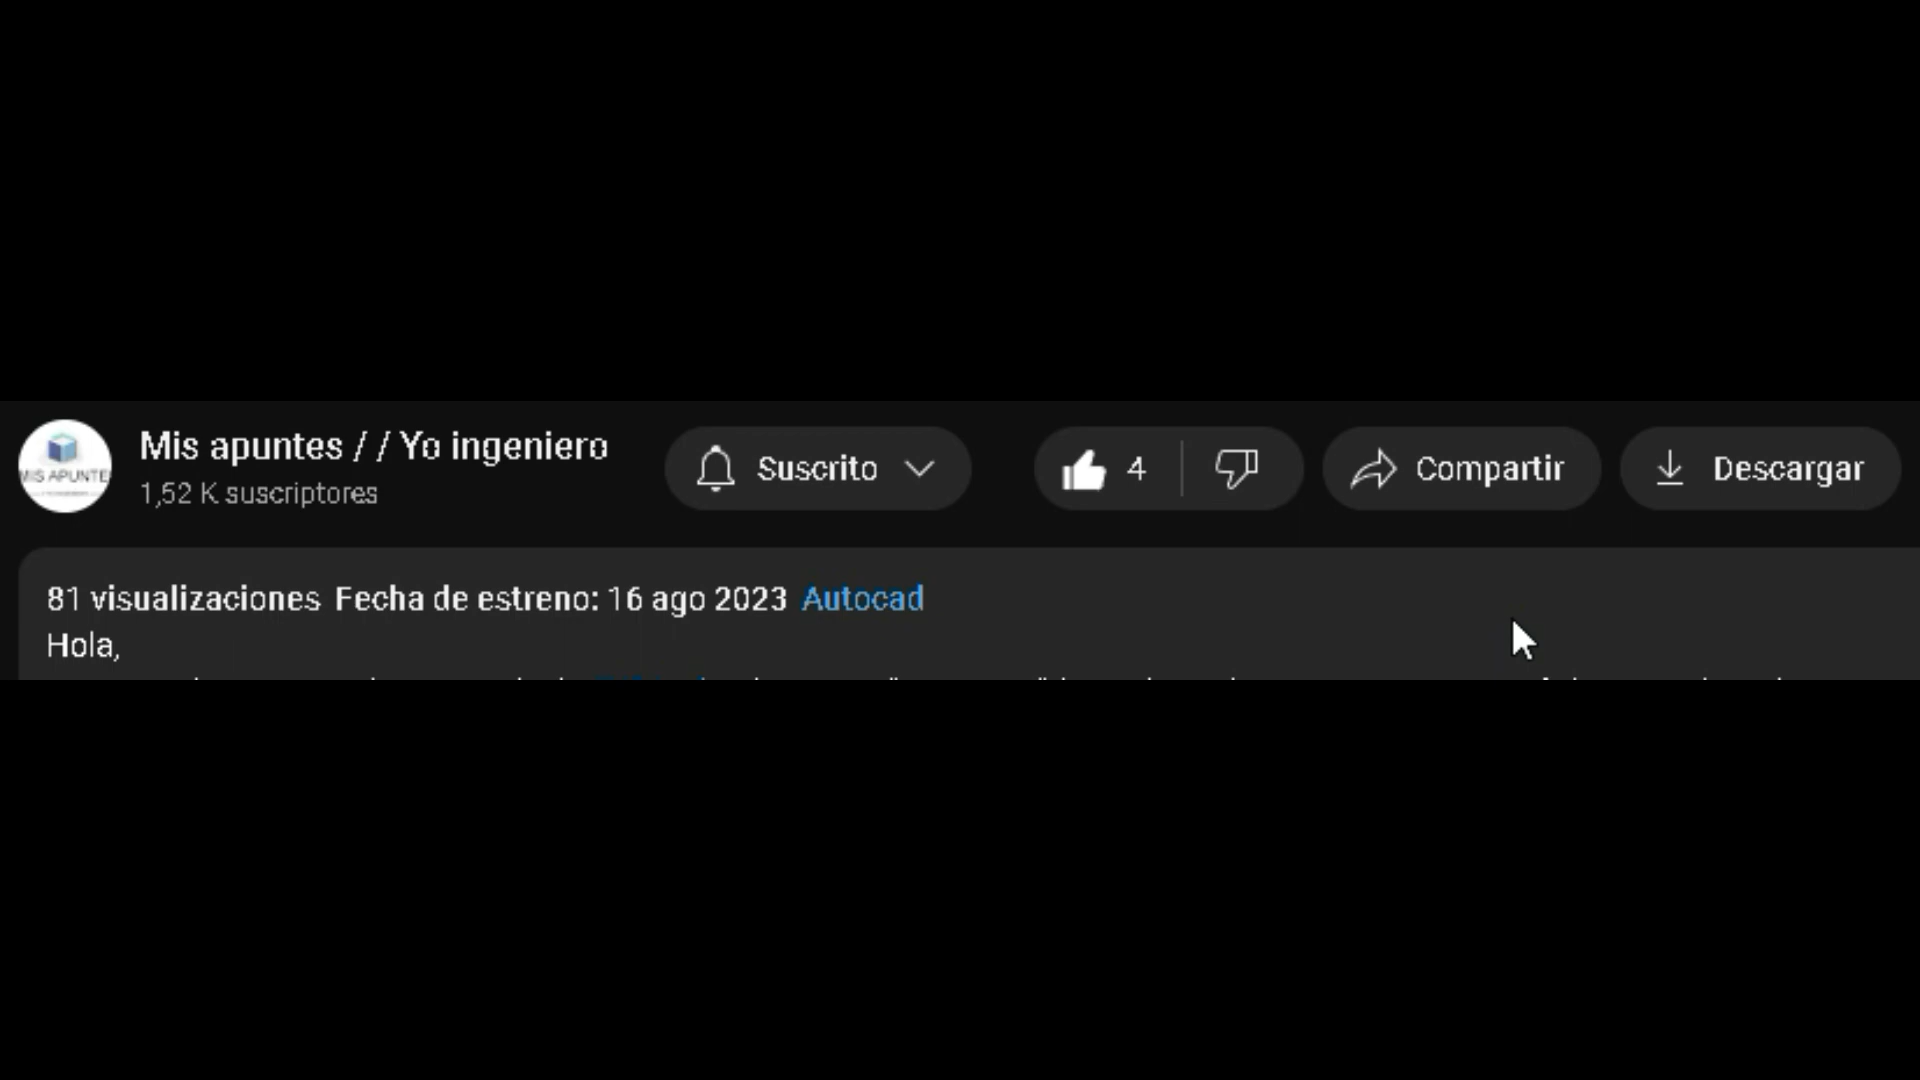 Mis apuntes / / Yo ingeniero
1,52 K suscriptores
MIS APUNTE
Suscrito
4
Compartir
Descargar
81 visualizaciones Fecha de estreno: 16 ago 2023 Autocad
Hola,